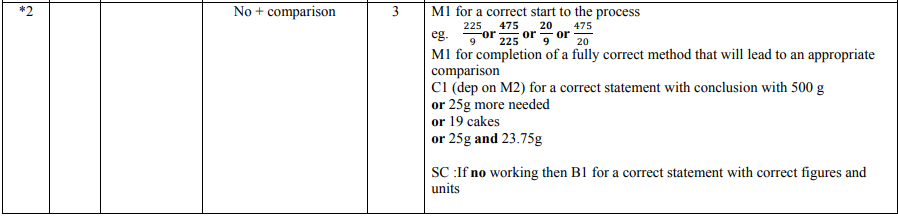 *2 No + comparison 3 M1 for a correct start to the process
eg. 225/9 or 475/225 or 20/9 or 475/20
M1 for completion of a fully correct method that will lead to an appropriate
comparison
C1 (dep on M2) for a correct statement with conclusion with 500 g
or 25g more needed
or 19 cakes
or 25g and 23.75g
SC :If no working then B1 for a correct statement with correct figures and
units